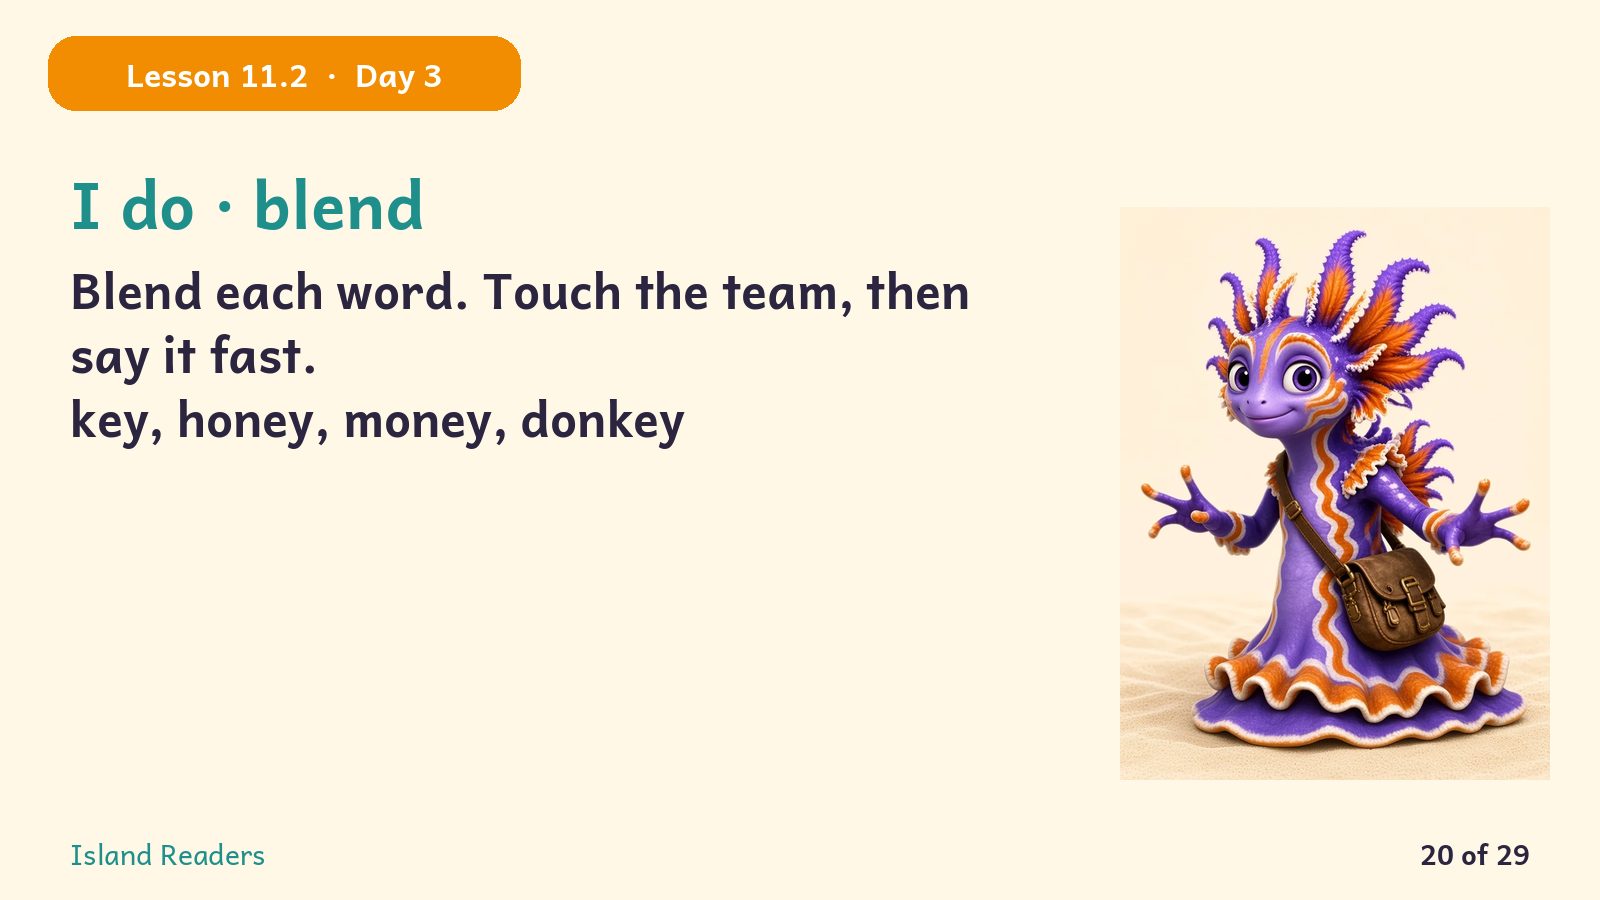 Lesson 11.2 · Day 3
I do · blend
Blend each word. Touch the team, then
say it fast.
key, honey, money, donkey
Island Readers
20 of 29